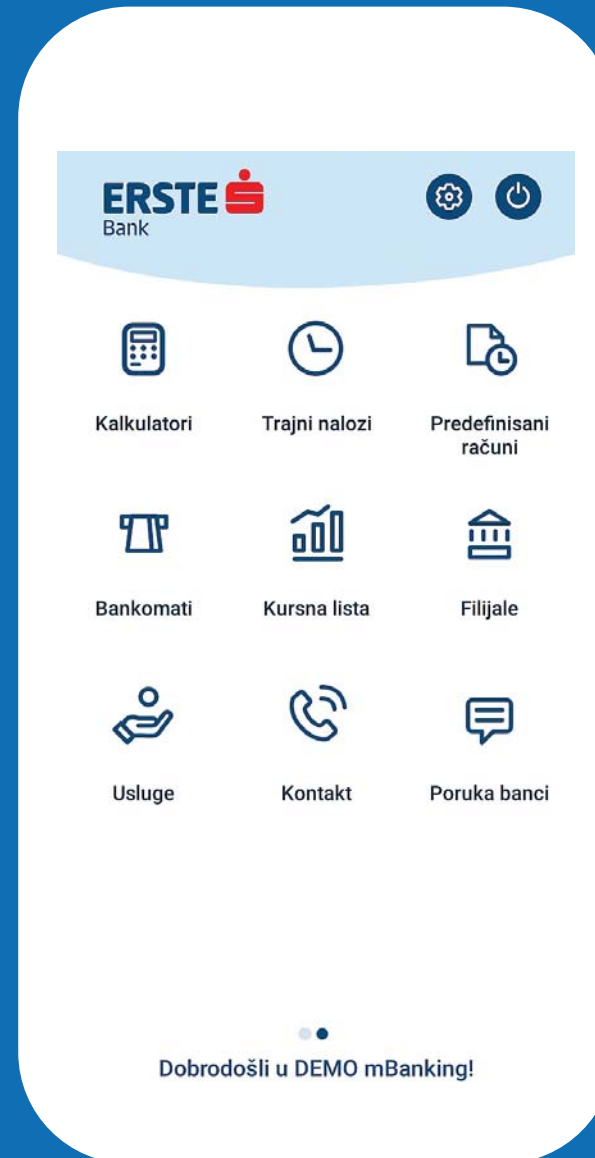 ERSTE
Bank
Kalkulatori
Trajni nalozi
Predefinisani
računi
Bankomati
Kursna lista
Filijale
Usluge
Kontakt
Poruka banci
Dobrodošli u DEMO mBanking!